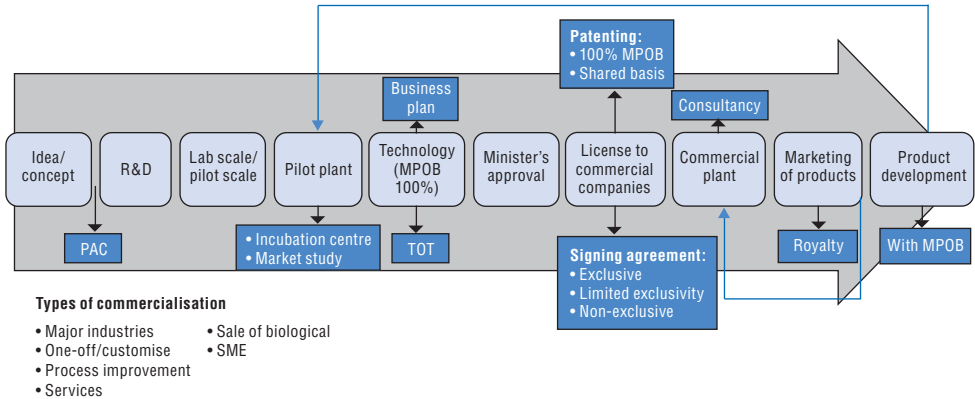 Patenting:
• 100% MPOB
• Shared basis
Business
plan
Consultancy
Idea/
concept
R&D
Lab scale/
pilot scale
Pilot plant
Technology
(MPOB
100%)
Minister's
approval
License to
commercial
companies
Commercial
plant
Marketing
of products
Product
development
PAC
• Incubation centre
• Market study
TOT
Signing agreement:
• Exclusive
• Limited exclusivity
• Non-exclusive
Royalty
With MPOB
Types of commercialisation
• Major industries
• One-off/customise
• Process improvement
• Services
• Sale of biological
• SME